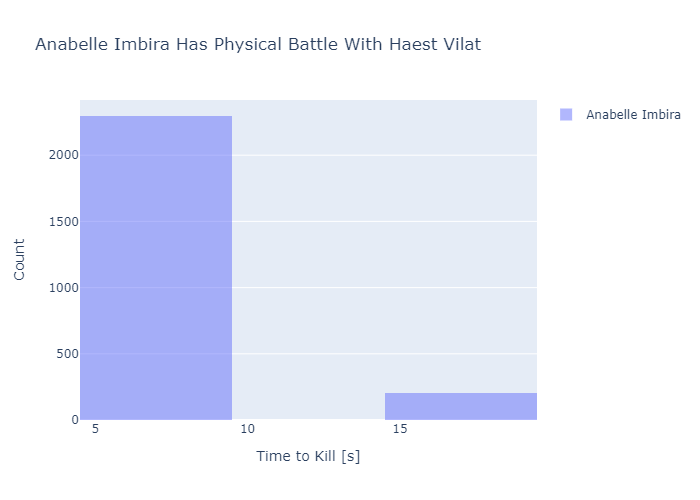 Anabelle Imbira Has Physical Battle With Haest Vilat
Anabelle Imbira
2000
1500
1000
500
0
Count
5 10 15
Time to Kill [s]